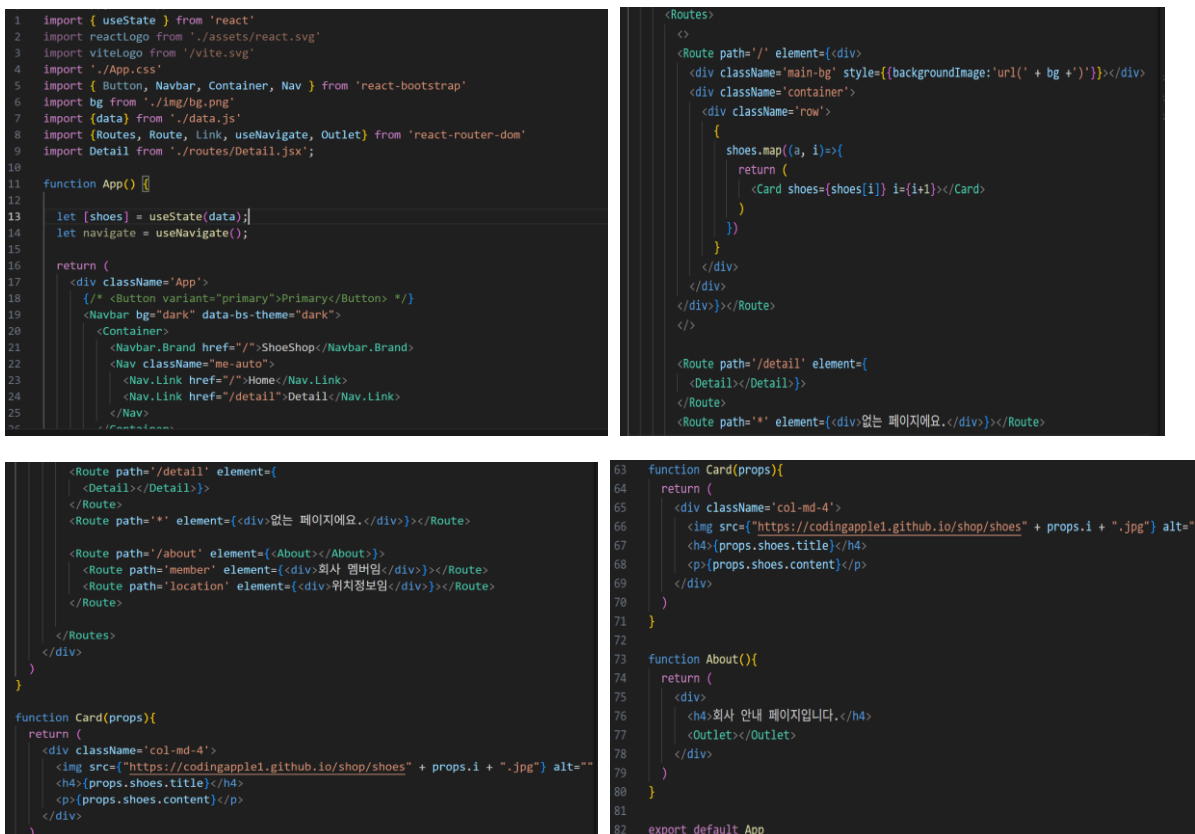 1 import { useState } from 'react'
2 import reactLogo from './assets/react.svg'
3 import viteLogo from '/vite.svg'
4 import './App.css'
5 import { Button, Navbar, Container, Nav } from 'react-bootstrap'
6 import bg from './img/bg.png'
7 import {data} from './data.js'
8 import {Routes, Route, Link, useNavigate, Outlet} from 'react-router-dom'
9 import Detail from './routes/Detail.jsx';
10
11 function App() {
12
13 let [shoes] = useState(data);
14 let navigate = useNavigate();
15
16 return (
17 <div className='App'>
18 {/* <Button variant="primary">Primary</Button> */}
19 <Navbar bg="dark" data-bs-theme="dark">
20 <Container>
21 <Navbar.Brand href="/">ShoeShop</Navbar.Brand>
22 <Nav className="me-auto">
23 <Nav.Link href="/">Home</Nav.Link>
24 <Nav.Link href="/detail">Detail</Nav.Link>
25 </Nav>
26 </Container>
<Routes>
<>
<Route path='/' element={<div>
<div className='main-bg' style={{backgroundImage:'url(' + bg +')'}}></div>
<div className='container'>
<div className='row'>
{
shoes.map((a, i)=>{
return (
<Card shoes={shoes[i]} i={i+1}></Card>
)
})
}
</div>
</div>
</div>}></Route>
</>
<Route path='/detail' element={
<Detail></Detail>}>
</Route>
<Route path='*' element={<div>없는 페이지에요.</div>}></Route>
<Route path='/detail' element={
<Detail></Detail>}>
</Route>
<Route path='*' element={<div>없는 페이지에요.</div>}></Route>
<Route path='/about' element={<About></About>}>
<Route path='member' element={<div>회사 멤버임</div>}></Route>
<Route path='location' element={<div>위치정보임</div>}></Route>
</Route>
</Routes>
</div>
)
}
function Card(props){
return (
<div className='col-md-4'>
<img src={"https://codingapple1.github.io/shop/shoes" + props.i + ".jpg"} alt=""
<h4>{props.shoes.title}</h4>
<p>{props.shoes.content}</p>
</div>
)
63 function Card(props){
64 return (
65 <div className='col-md-4'>
66 <img src={"https://codingapple1.github.io/shop/shoes" + props.i + ".jpg"} alt="
67 <h4>{props.shoes.title}</h4>
68 <p>{props.shoes.content}</p>
69 </div>
70 )
71 }
72
73 function About(){
74 return (
75 <div>
76 <h4>회사 안내 페이지입니다.</h4>
77 <Outlet></Outlet>
78 </div>
79 )
80 }
81
82 export default App